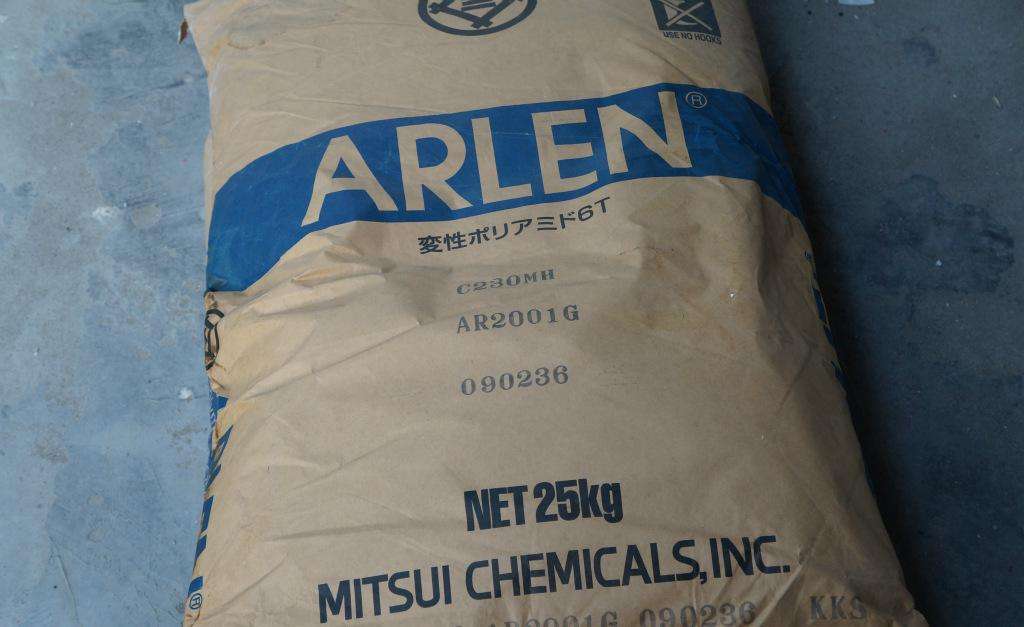 USE NO HOOKS
ARLEN®
変性ポリアミド6T
C230MH
AR2001G
090236
NET 25kg
MITSUI CHEMICALS, INC.
AR2001G 090236 KKS